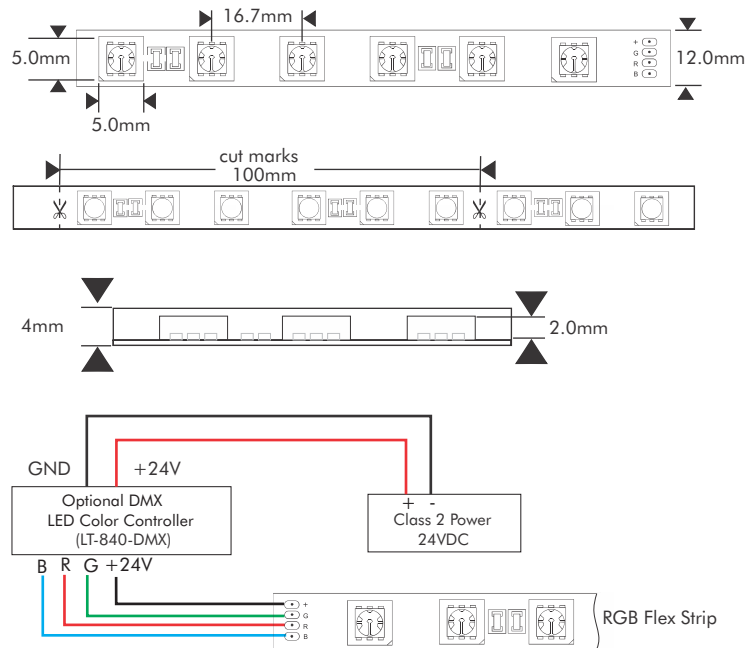 16.7mm
5.0mm
+
G
R
B
12.0mm
5.0mm
cut marks
100mm
4mm
2.0mm
GND +24V
Optional DMX
LED Color Controller
(LT-840-DMX)
+ -
Class 2 Power
24VDC
B R G +24V
+
G
R
B
RGB Flex Strip